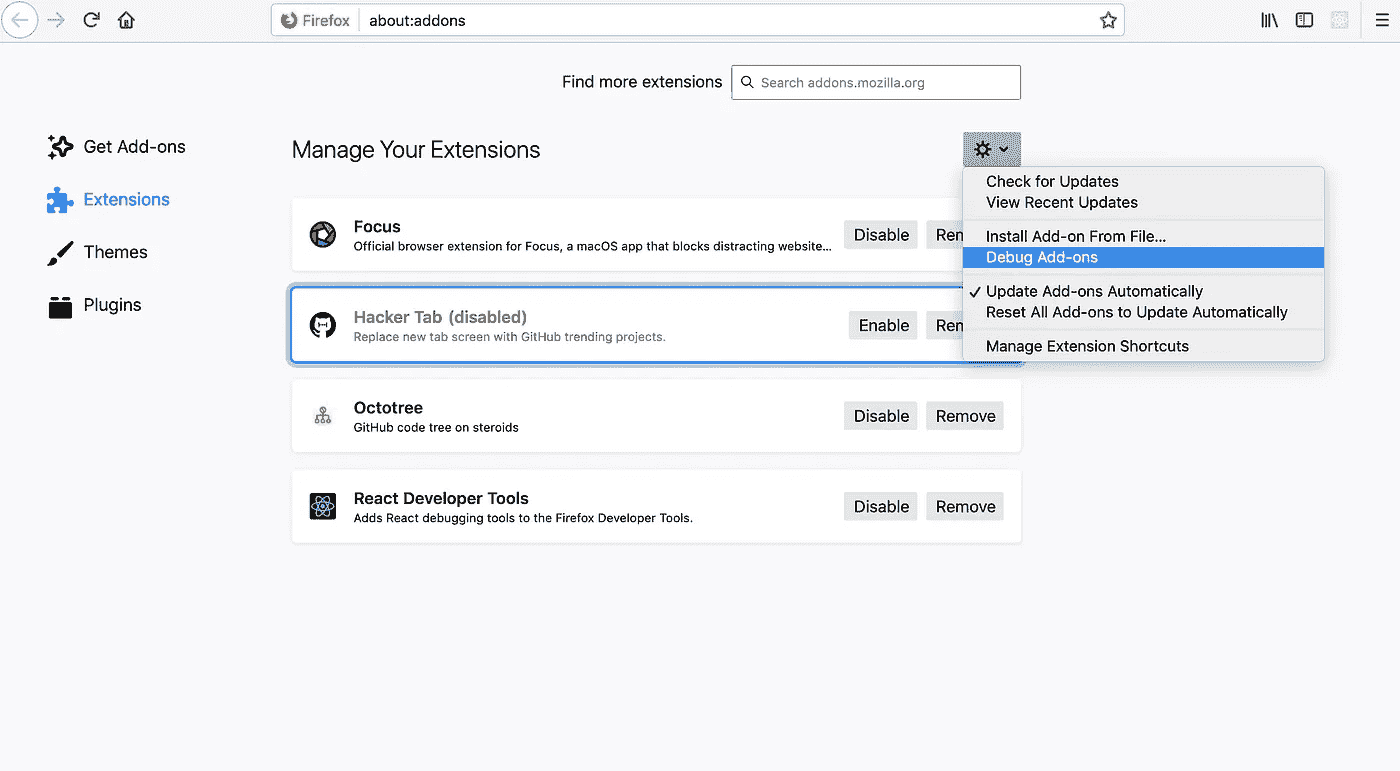 Firefox
about:addons
Find more extensions
Search addons.mozilla.org
Get Add-ons
Extensions
Themes
Plugins
Manage Your Extensions
Focus
Official browser extension for Focus, a macOS app that blocks distracting website...
Disable
Ren
Hacker Tab (disabled)
Replace new tab screen with GitHub trending projects.
Enable
Ren
Octotree
GitHub code tree on steroids
Disable
Remove
React Developer Tools
Adds React debugging tools to the Firefox Developer Tools.
Disable
Remove
Check for Updates
View Recent Updates
Install Add-on From File...
Debug Add-ons
✓ Update Add-ons Automatically
Reset All Add-ons to Update Automatically
Manage Extension Shortcuts